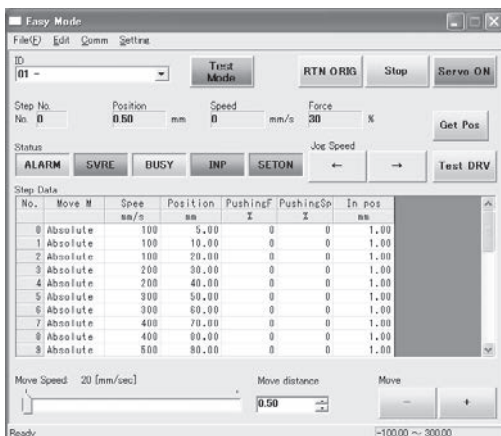 Easy Mode
File(F) Edit Comm Setting
ID
01 - Test Mode RTN ORIG Stop Servo ON
Step No. Position Speed Force
No. 0 0.50 mm 0 mm/s 30 % Get Pos
Status Jog Speed
ALARM SVRE BUSY INP SETON ← → Test DRV
Step Data
No. Move M Spee Position PushingF PushingSp In pos
mm/s mm % % mm
0 Absolute 100 5.00 0 0 1.00
1 Absolute 100 10.00 0 0 1.00
2 Absolute 100 20.00 0 0 1.00
3 Absolute 200 30.00 0 0 1.00
4 Absolute 200 40.00 0 0 1.00
5 Absolute 300 50.00 0 0 1.00
6 Absolute 300 60.00 0 0 1.00
7 Absolute 400 70.00 0 0 1.00
8 Absolute 400 80.00 0 0 1.00
9 Absolute 500 90.00 0 0 1.00
Move Speed 20 [mm/sec] Move distance Move
0.50 - +
Ready -100.00 ~ 300.00